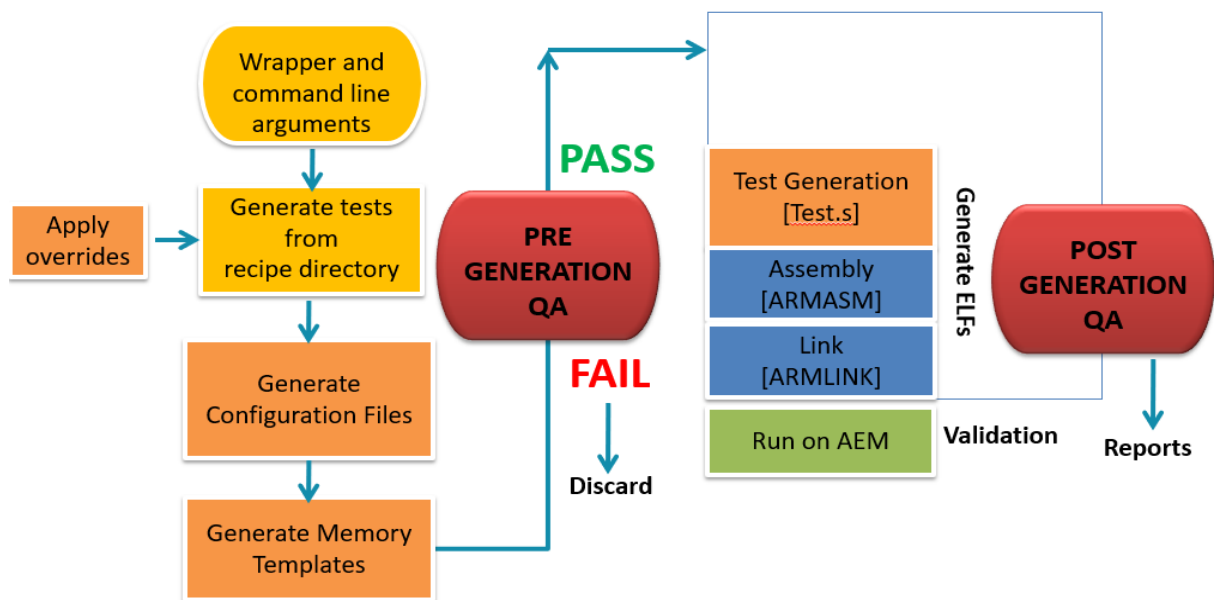 Wrapper and
command line
arguments
Apply
overrides
Generate tests
from
recipe directory
Generate
Configuration Files
Generate Memory
Templates
PASS
PRE
GENERATION
QA
FAIL
Discard
Test Generation
[Test.s]
Assembly
[ARMASM]
Link
[ARMLINK]
Generate ELFs
Run on AEM
Validation
POST
GENERATION
QA
Reports